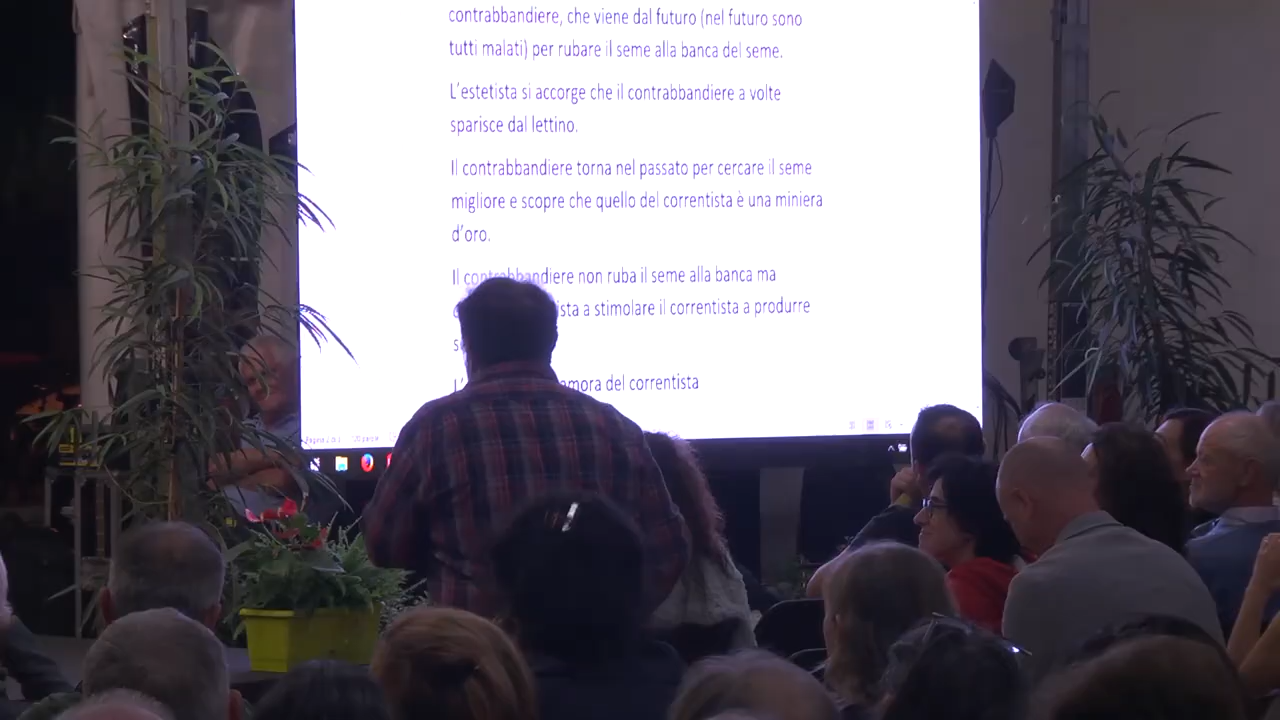 contrabbandiere, che viene dal futuro (nel futuro sono
tutti malati) per rubare il seme alla banca del seme.
L'estetista si accorge che il contrabbandiere a volte
sparisce dal lettino.
Il contrabbandiere torna nel passato per cercare il seme
migliore e scopre che quello del correntista è una miniera
d'oro.
Il contrabbandiere non ruba il seme alla banca ma
a stimolare il correntista a produrre
del correntista